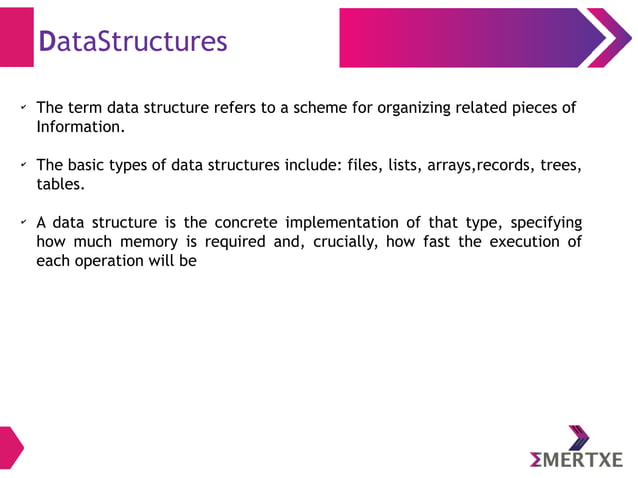 DataStructures
✔ The term data structure refers to a scheme for organizing related pieces of
Information.
✔ The basic types of data structures include: files, lists, arrays,records, trees,
tables.
✔ A data structure is the concrete implementation of that type, specifying
how much memory is required and, crucially, how fast the execution of
each operation will be
EMERTXE